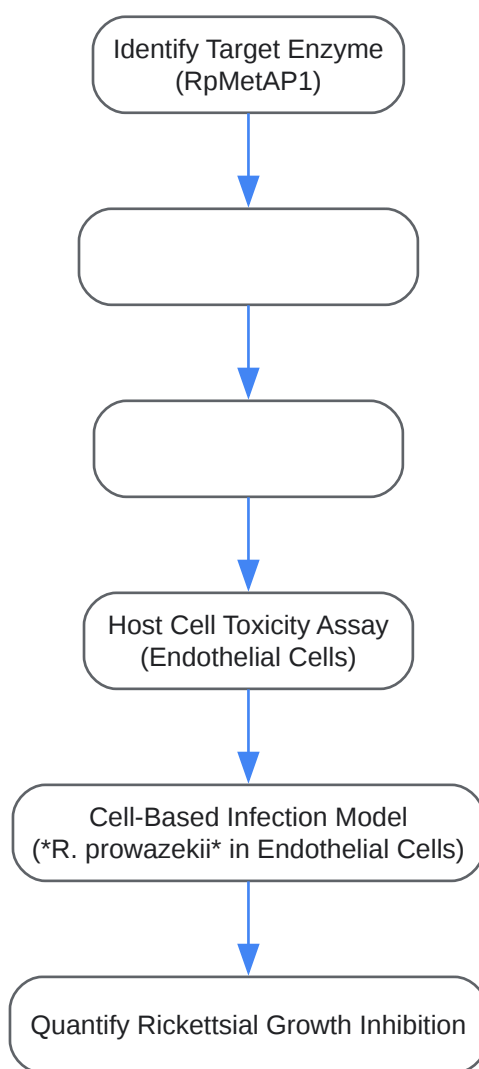 Identify Target Enzyme
(RpMetAP1)
Host Cell Toxicity Assay
(Endothelial Cells)
Cell-Based Infection Model
(*R. prowazekii* in Endothelial Cells)
Quantify Rickettsial Growth Inhibition